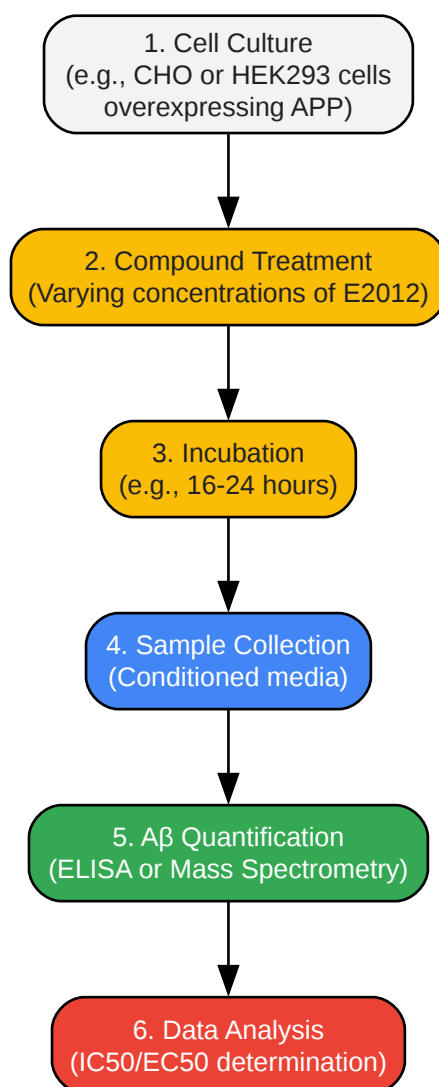 1. Cell Culture
(e.g., CHO or HEK293 cells
overexpressing APP)
2. Compound Treatment
(Varying concentrations of E2012)
3. Incubation
(e.g., 16-24 hours)
4. Sample Collection
(Conditioned media)
5. Aβ Quantification
(ELISA or Mass Spectrometry)
6. Data Analysis
(IC50/EC50 determination)